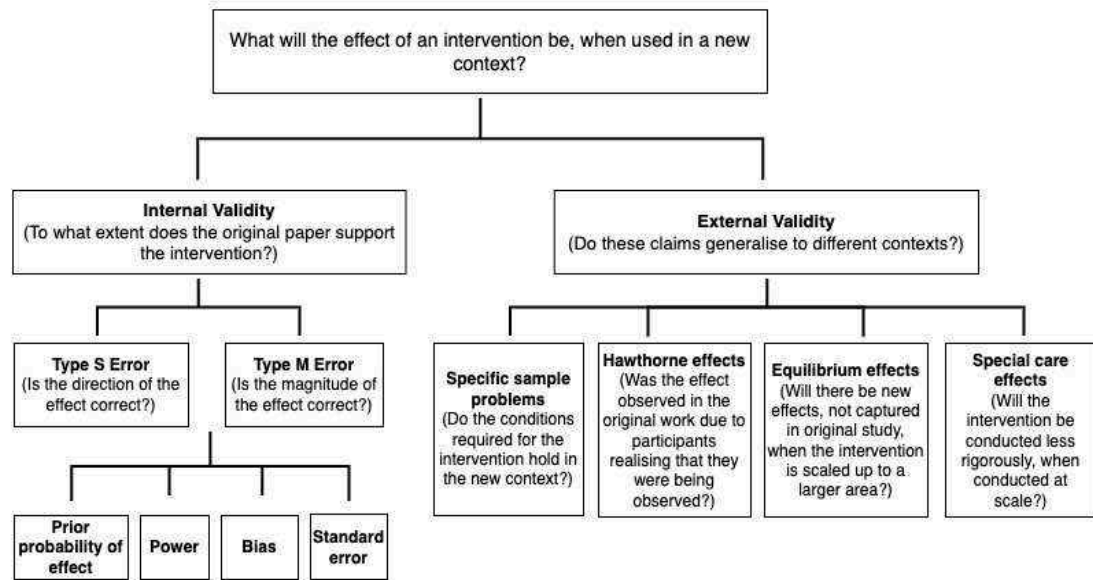 What will the effect of an intervention be, when used in a new
context?
Internal Validity
(To what extent does the original paper support
the intervention?)
External Validity
(Do these claims generalise to different contexts?)
Type S Error
(Is the direction of the
effect correct?)
Type M Error
(Is the magnitude of
the effect correct?)
Specific sample
problems
(Do the conditions
required for the
intervention hold in
the new context?)
Hawthorne effects
(Was the effect
observed in the
original work due to
participants
realising that they
were being
observed?)
Equilibrium effects
(Will there be new
effects, not captured
in original study,
when the intervention
is scaled up to a
larger area?)
Special care
effects
(Will the
intervention be
conducted less
rigorously, when
conducted at
scale?)
Prior
probability of
effect
Power
Bias
Standard
error